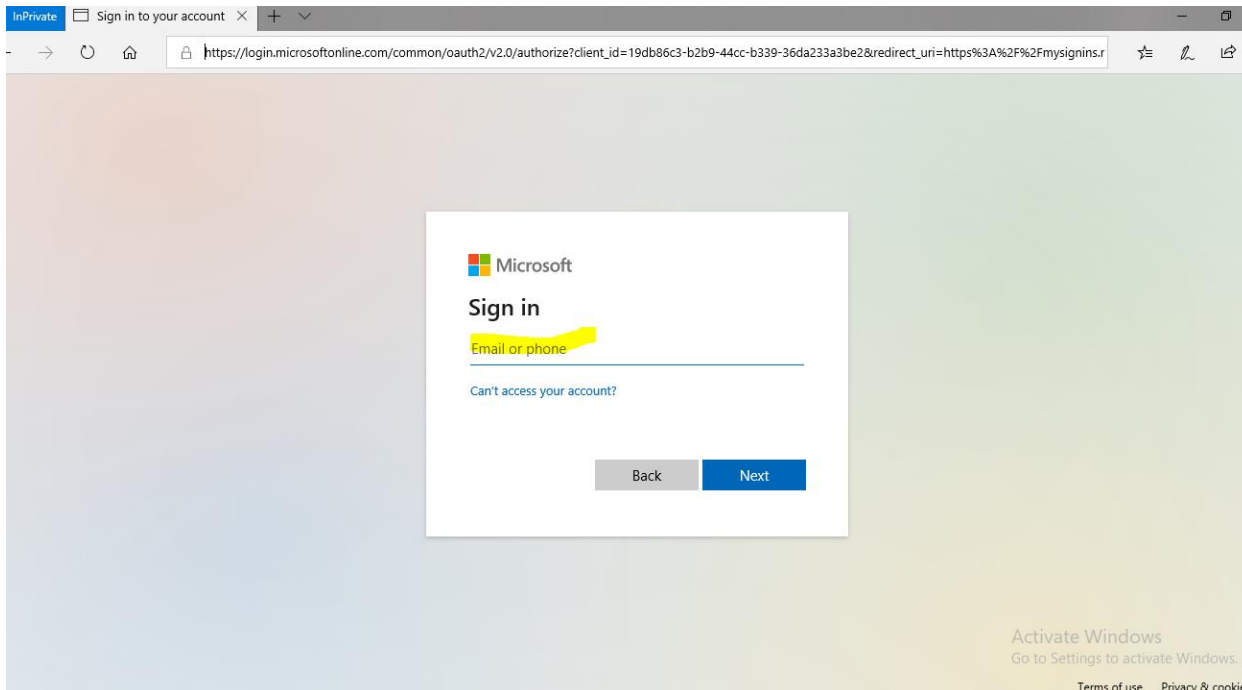 InPrivate Sign in to your account
https://login.microsoftonline.com/common/oauth2/v2.0/authorize?client_id=19db86c3-b2b9-44cc-b339-36da233a3be2&redirect_uri=https%3A%2F%2Fmysignins.r
Microsoft
Sign in
Email or phone
Can't access your account?
Back Next
Activate Windows
Go to Settings to activate Windows.
Terms of use Privacy & cookie